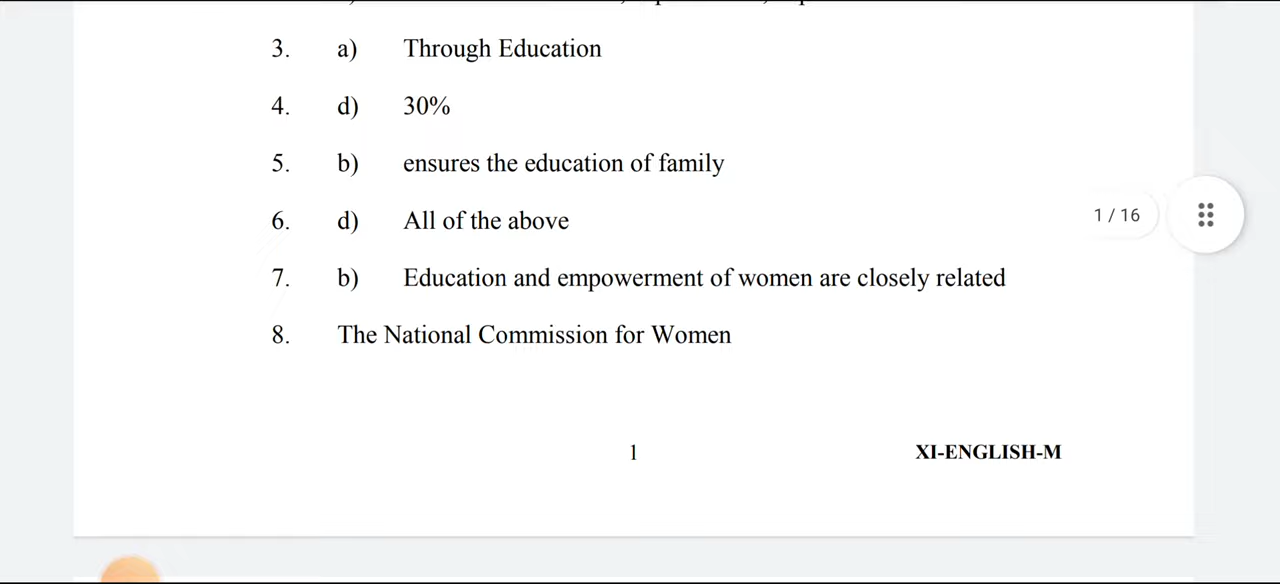 3. a) Through Education
4. d) 30%
5. b) ensures the education of family
6. d) All of the above
1 / 16
7. b) Education and empowerment of women are closely related
8. The National Commission for Women
1 XI-ENGLISH-M